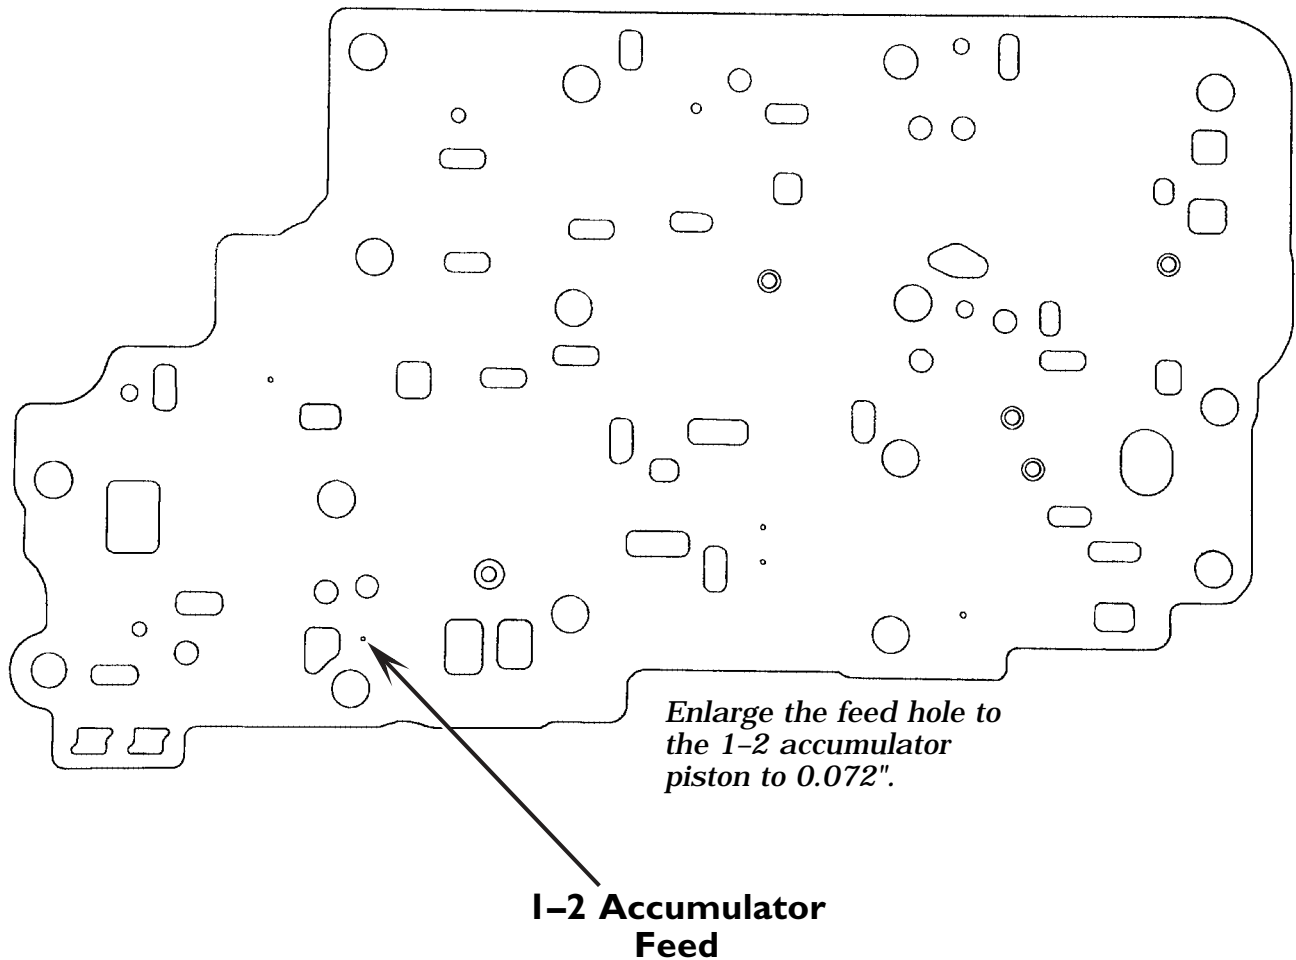 Enlarge the feed hole to
the 1–2 accumulator
piston to 0.072".
1–2 Accumulator
Feed